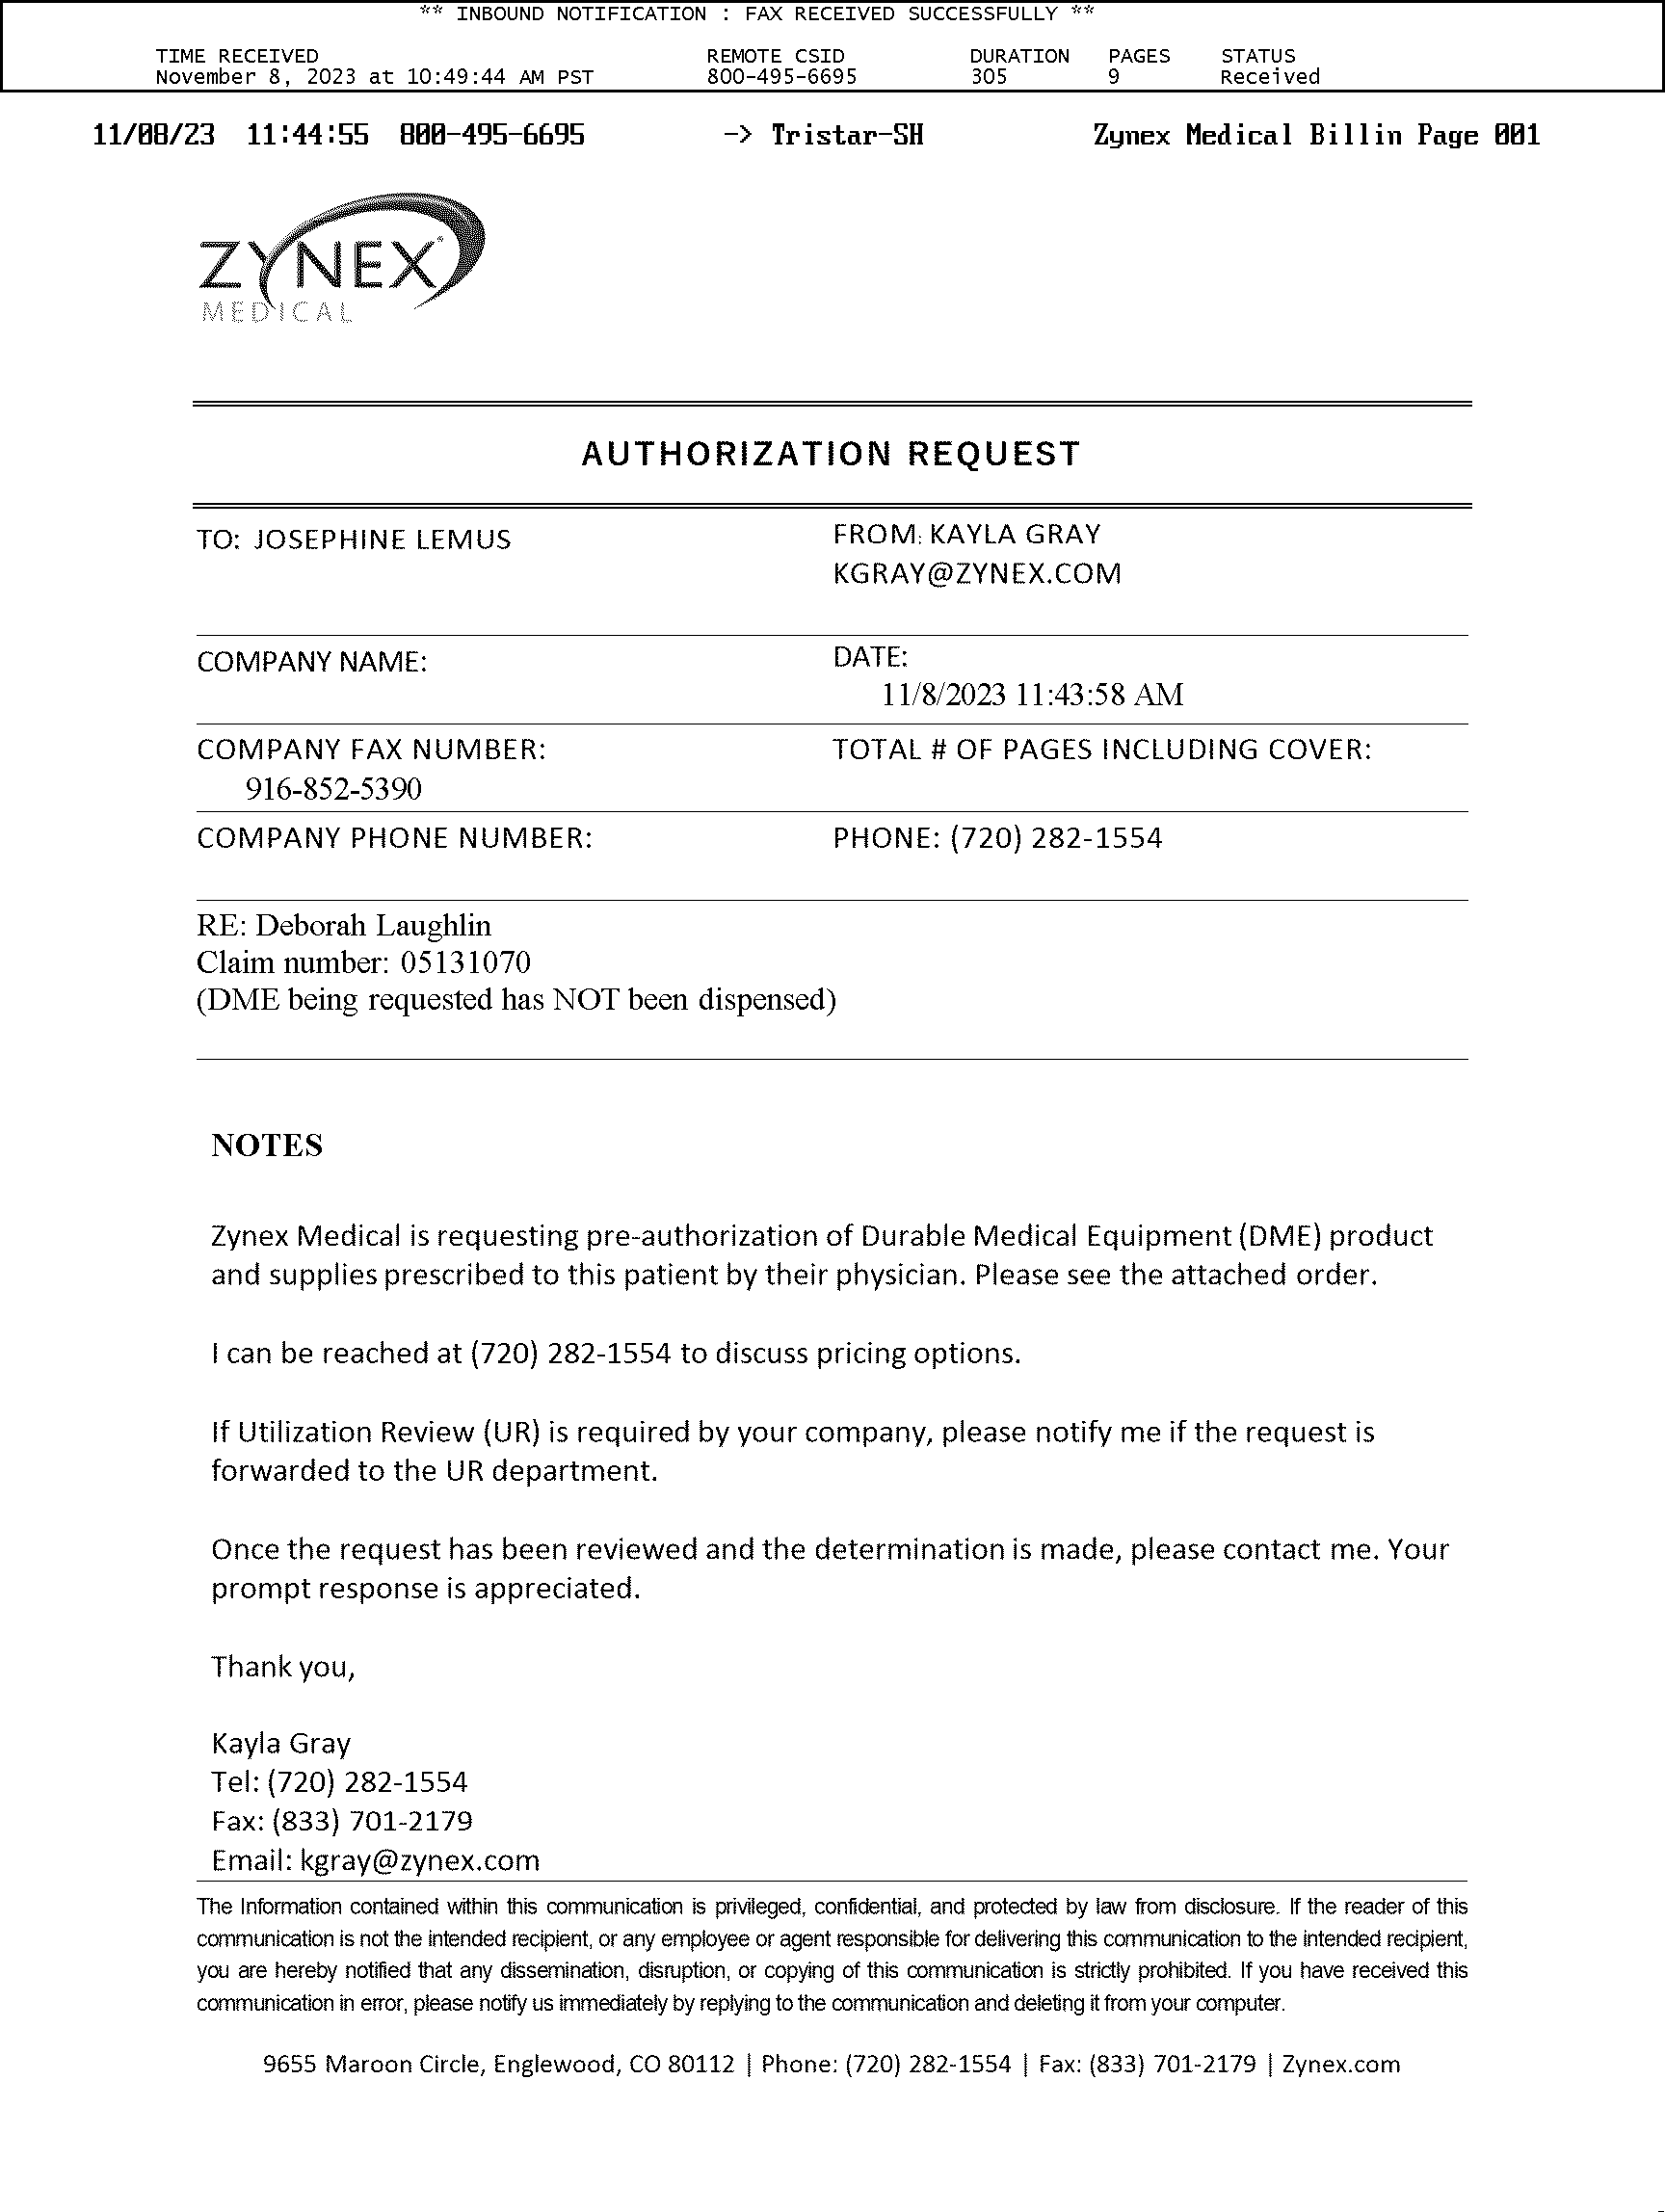 ** INBOUND NOTIFICATION : FAX RECEIVED SUCCESSFULLY **
TIME RECEIVED REMOTE CSID DURATION PAGES STATUS
November 8, 2023 at 10:49:44 AM PST 800-495-6695 305 9 Received
11/08/23 11:44:55 800-495-6695 -> Tristar-SH Zynex Medical Billin Page 001
ZYNEX
MEDICAL
AUTHORIZATION REQUEST
TO: JOSEPHINE LEMUS FROM: KAYLA GRAY
KGRAY@ZYNEX.COM
COMPANY NAME: DATE:
11/8/2023 11:43:58 AM
COMPANY FAX NUMBER: TOTAL # OF PAGES INCLUDING COVER:
916-852-5390
COMPANY PHONE NUMBER: PHONE: (720) 282-1554
RE: Deborah Laughlin
Claim number: 05131070
(DME being requested has NOT been dispensed)
NOTES
Zynex Medical is requesting pre-authorization of Durable Medical Equipment (DME) product
and supplies prescribed to this patient by their physician. Please see the attached order.
I can be reached at (720) 282-1554 to discuss pricing options.
If Utilization Review (UR) is required by your company, please notify me if the request is
forwarded to the UR department.
Once the request has been reviewed and the determination is made, please contact me. Your
prompt response is appreciated.
Thank you,
Kayla Gray
Tel: (720) 282-1554
Fax: (833) 701-2179
Email: kgray@zynex.com
The Information contained within this communication is privileged, confidential, and protected by law from disclosure. If the reader of this
communication is not the intended recipient, or any employee or agent responsible for delivering this communication to the intended recipient,
you are hereby notified that any dissemination, disruption, or copying of this communication is strictly prohibited. If you have received this
communication in error, please notify us immediately by replying to the communication and deleting it from your computer.
9655 Maroon Circle, Englewood, CO 80112 | Phone: (720) 282-1554 | Fax: (833) 701-2179 | Zynex.com